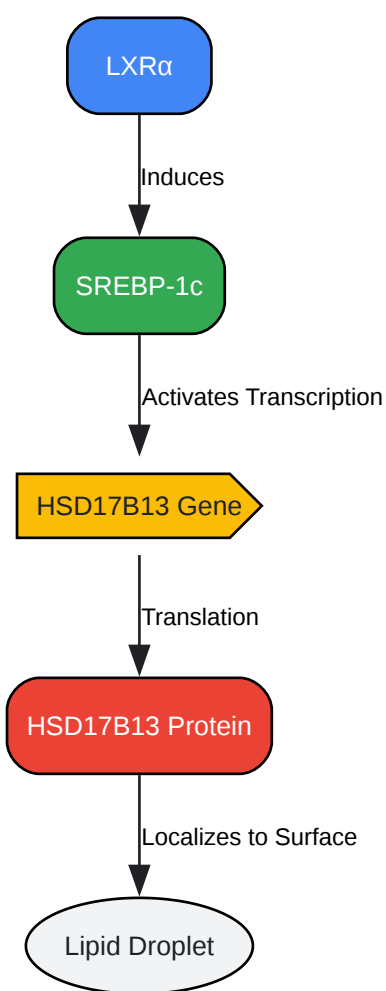 LXRα
Induces
SREBP-1c
Activates Transcription
HSD17B13 Gene
Translation
HSD17B13 Protein
Localizes to Surface
Lipid Droplet